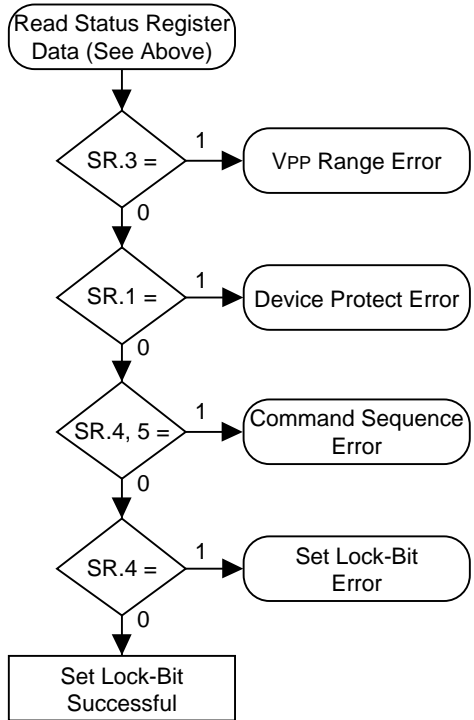 Read Status Register
Data (See Above)
SR.3 =
1
VPP Range Error
0
SR.1 =
1
Device Protect Error
0
SR.4, 5 =
1
Command Sequence
Error
0
SR.4 =
1
Set Lock-Bit
Error
0
Set Lock-Bit
Successful